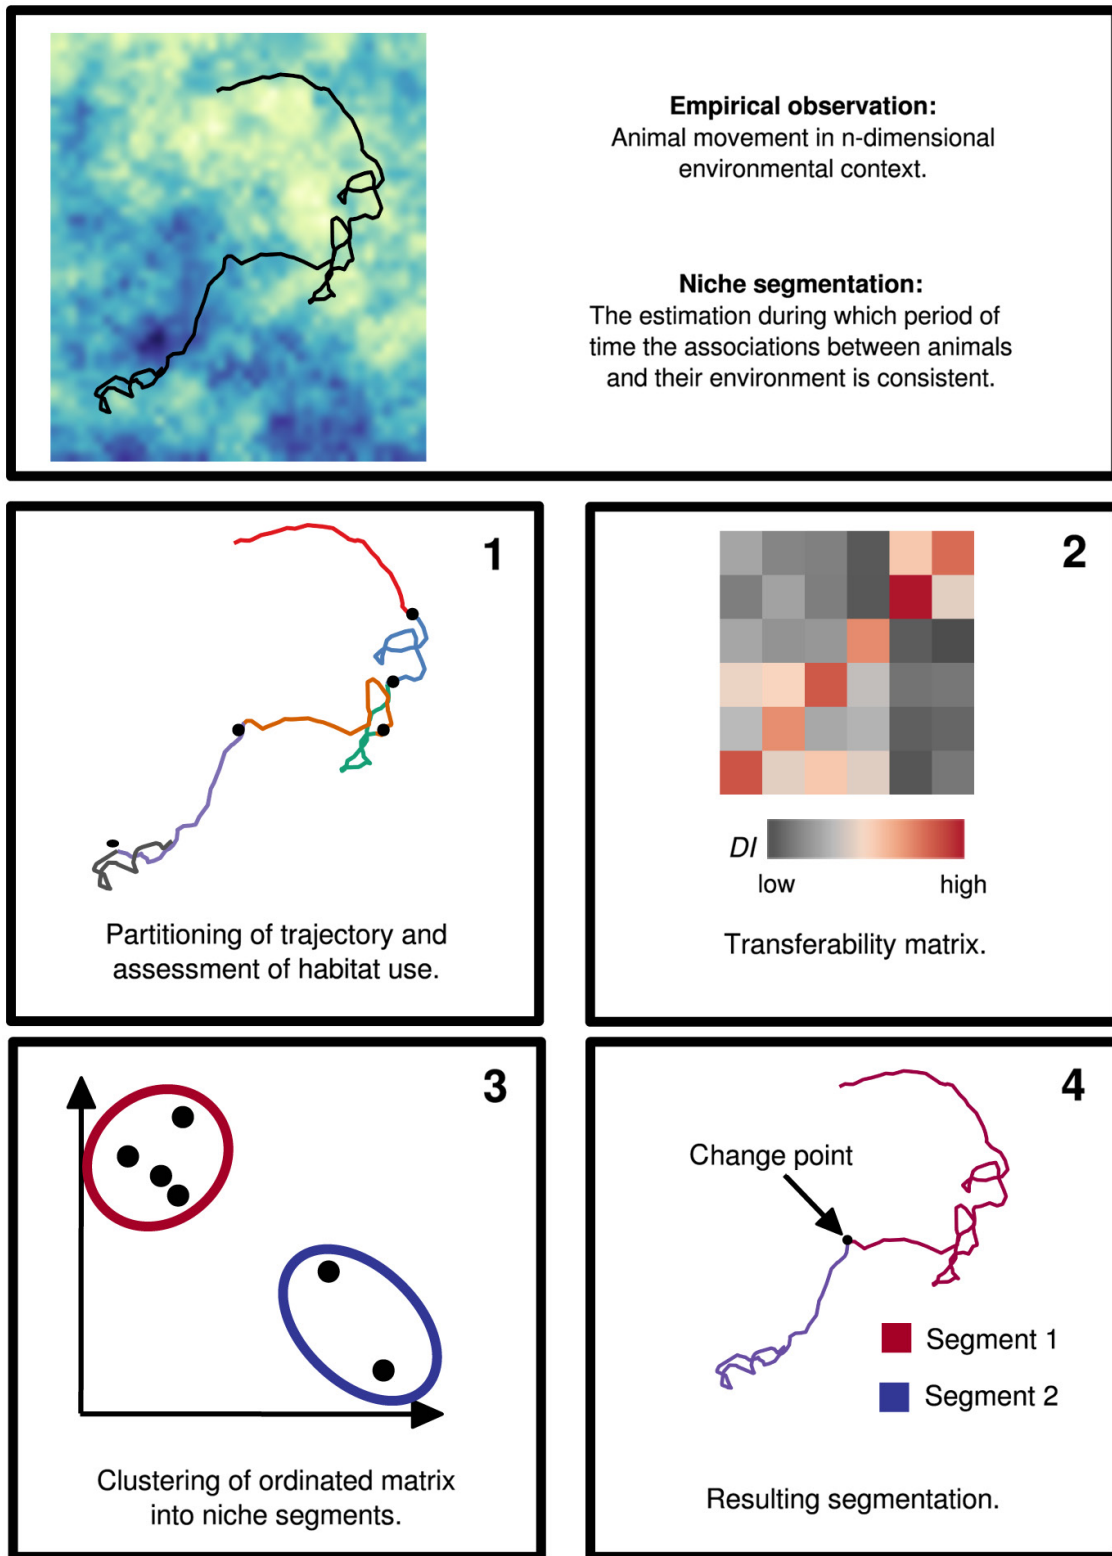 Empirical observation:
Animal movement in n-dimensional
environmental context.
Niche segmentation:
The estimation during which period of
time the associations between animals
and their environment is consistent.
1
Partitioning of trajectory and
assessment of habitat use.
2
DI
low high
Transferability matrix.
3
Clustering of ordinated matrix
into niche segments.
4
Change point
Segment 1
Segment 2
Resulting segmentation.